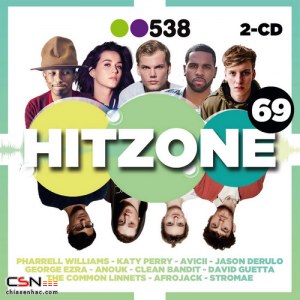 538
2-CD
69
HITZONE
PHARRELL WILLIAMS - KATY PERRY - AVICII - JASON DERULO
GEORGE EZRA - ANOUK - CLEAN BANDIT - DAVID GUETTA
THE COMMON LINNETS - AFROJACK - STROMAE
CSN
chiasenhac.com